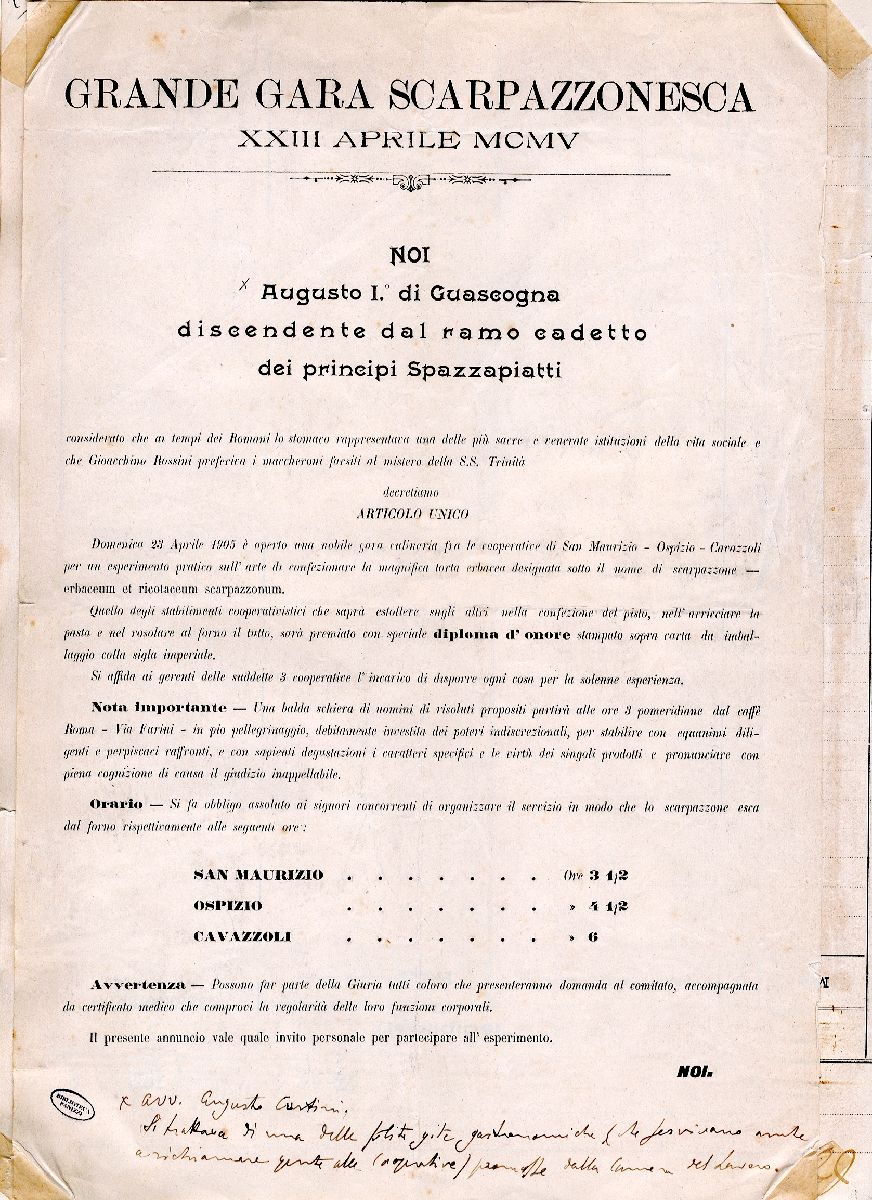 GRANDE GARA SCARPAZZONESCA
XXIII APRILE MCMV
NOI
x Augusto I.° di Guascogna
discendente dal ramo cadetto
dei principi Spazzapiatti
considerato che ai tempi dei Romani lo stomaco rappresentava una delle più sacre e venerate istituzioni della vita sociale e
che Gioacchino Rossini preferiva i maccheroni farsiti al mistero della S.S. Trinità
decretiamo
ARTICOLO UNICO
Domenica 23 Aprile 1905 è aperto una nobile gara culineria fra le cooperative di San Maurizio - Ospizio - Cavazzoli
per un esperimento pratico sull'arte di confezionare la magnifica torta erbacea designata sotto il nome di scarpazzone —
erbaceum et ricotaceum scarpazzonum.
Quello degli stabilimenti cooperativistici che saprà estollere sugli altri nella confezione del pisto, nell'arricciare la
pasta e nel rosolare al forno il tutto, sarà premiato con speciale diploma d'onore stampato sopra carta da imbal-
laggio colla sigla imperiale.
Si affida ai gerenti delle suddette 3 cooperative l'incarico di disporre ogni cosa per la solenne esperienza.
Nota importante — Una balda schiera di uomini di risoluti propositi partirà alle ore 3 pomeridiane dal caffè
Roma - Via Farini - in pio pellegrinaggio, debitamente investita dei poteri indiscrezionali, per stabilire con equanimi dili-
genti e perpiscaci raffronti, e con sapienti degustazioni i caratteri specifici e le virtù dei singoli prodotti e pronunciare con
piena cognizione di causa il giudizio inappellabile.
Orario — Si fa obbligo assoluto ai signori concorrenti di organizzare il servizio in modo che lo scarpazzone esca
dal forno rispettivamente alle seguenti ore:
SAN MAURIZIO . . . . . . . Ore 3 1/2
OSPIZIO . . . . . . . » 4 1/2
CAVAZZOLI . . . . . . . » 6
Avvertenza — Possono far parte della Giuria tutti coloro che presenteranno domanda al comitato, accompagnata
da certificato medico che comprovi la regolarità delle loro funzioni corporali.
Il presente annuncio vale quale invito personale per partecipare all'esperimento.
NOI.
BIBLIOTECA PANIZZI
x avv. Augusto
Si trattava di una delle solite gite gastronomiche (che servivano anche
a richiamare gente alle Cooperative) promosse dalla Camera del Lavoro.